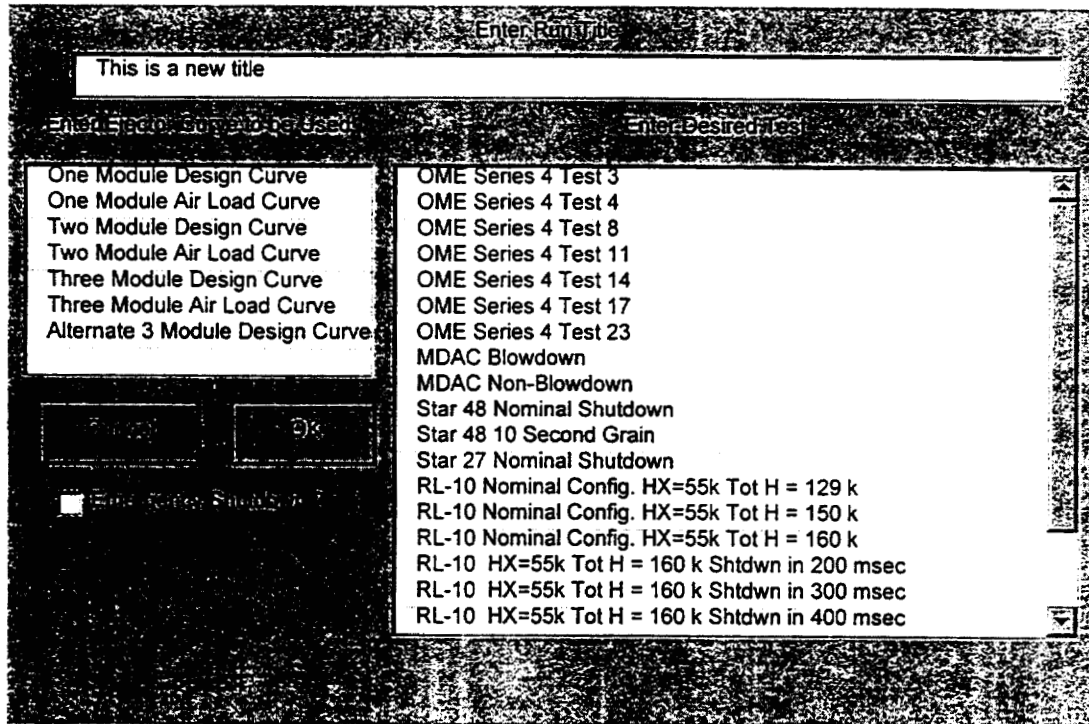 Enter Run Title
This is a new title
Enter Ejector Curve to be Used
Enter Desired Test
One Module Design Curve
One Module Air Load Curve
Two Module Design Curve
Two Module Air Load Curve
Three Module Design Curve
Three Module Air Load Curve
Alternate 3 Module Design Curve
OME Series 4 Test 3
OME Series 4 Test 4
OME Series 4 Test 8
OME Series 4 Test 11
OME Series 4 Test 14
OME Series 4 Test 17
OME Series 4 Test 23
MDAC Blowdown
MDAC Non-Blowdown
Star 48 Nominal Shutdown
Star 48 10 Second Grain
Star 27 Nominal Shutdown
RL-10 Nominal Config. HX=55k Tot H = 129 k
RL-10 Nominal Config. HX=55k Tot H = 150 k
RL-10 Nominal Config. HX=55k Tot H = 160 k
RL-10 HX=55k Tot H = 160 k Shtdwn in 200 msec
RL-10 HX=55k Tot H = 160 k Shtdwn in 300 msec
RL-10 HX=55k Tot H = 160 k Shtdwn in 400 msec
Cancel
OK